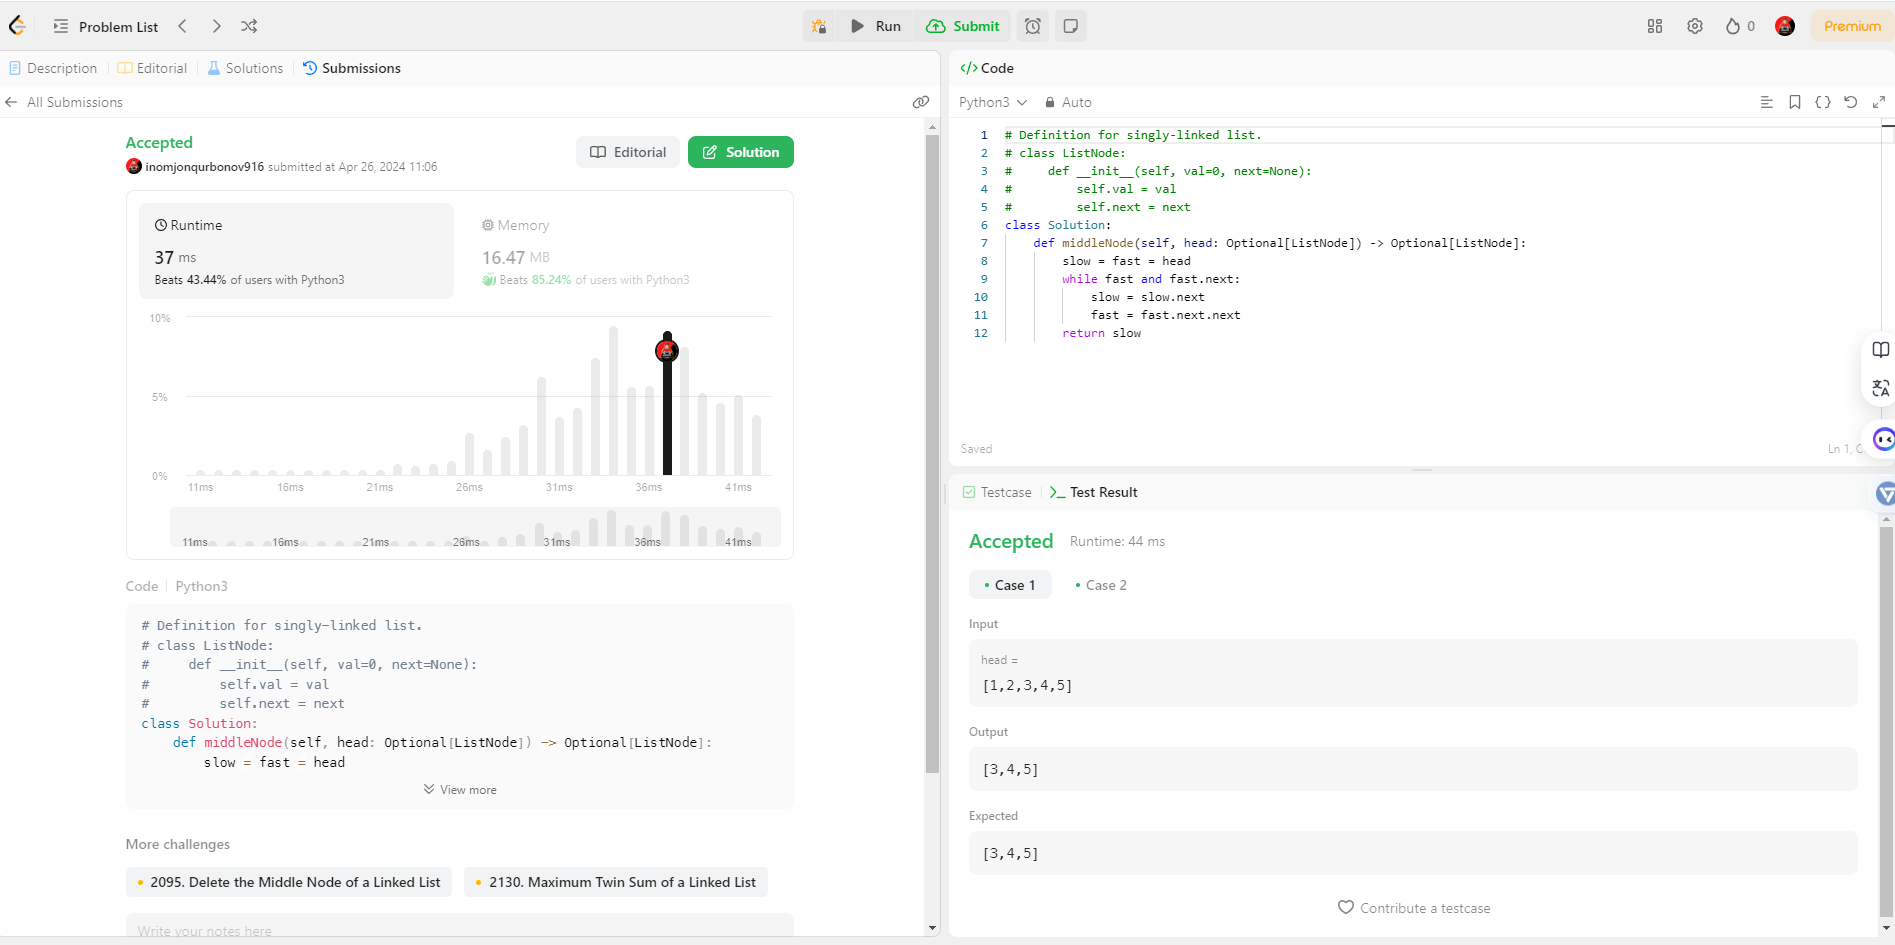 Problem List
Run
Submit
0
Premium
Description
Editorial
Solutions
Submissions
All Submissions
Accepted
inomjonqurbonov916 submitted at Apr 26, 2024 11:06
Editorial
Solution
Runtime
37 ms
Beats 43.44% of users with Python3
Memory
16.47 MB
Beats 85.24% of users with Python3
10%
5%
0%
11ms 16ms 21ms 26ms 31ms 36ms 41ms
11ms 16ms 21ms 26ms 31ms 36ms 41ms
Code Python3
# Definition for singly-linked list.
# class ListNode:
#     def __init__(self, val=0, next=None):
#         self.val = val
#         self.next = next
class Solution:
    def middleNode(self, head: Optional[ListNode]) -> Optional[ListNode]:
        slow = fast = head
View more
More challenges
2095. Delete the Middle Node of a Linked List
2130. Maximum Twin Sum of a Linked List
Write your notes here
</> Code
Python3
Auto
1 # Definition for singly-linked list.
2 # class ListNode:
3 #     def __init__(self, val=0, next=None):
4 #         self.val = val
5 #         self.next = next
6 class Solution:
7     def middleNode(self, head: Optional[ListNode]) -> Optional[ListNode]:
8         slow = fast = head
9         while fast and fast.next:
10             slow = slow.next
11             fast = fast.next.next
12         return slow
Saved
Ln 1,
Testcase
Test Result
Accepted Runtime: 44 ms
Case 1
Case 2
Input
head =
[1,2,3,4,5]
Output
[3,4,5]
Expected
[3,4,5]
Contribute a testcase